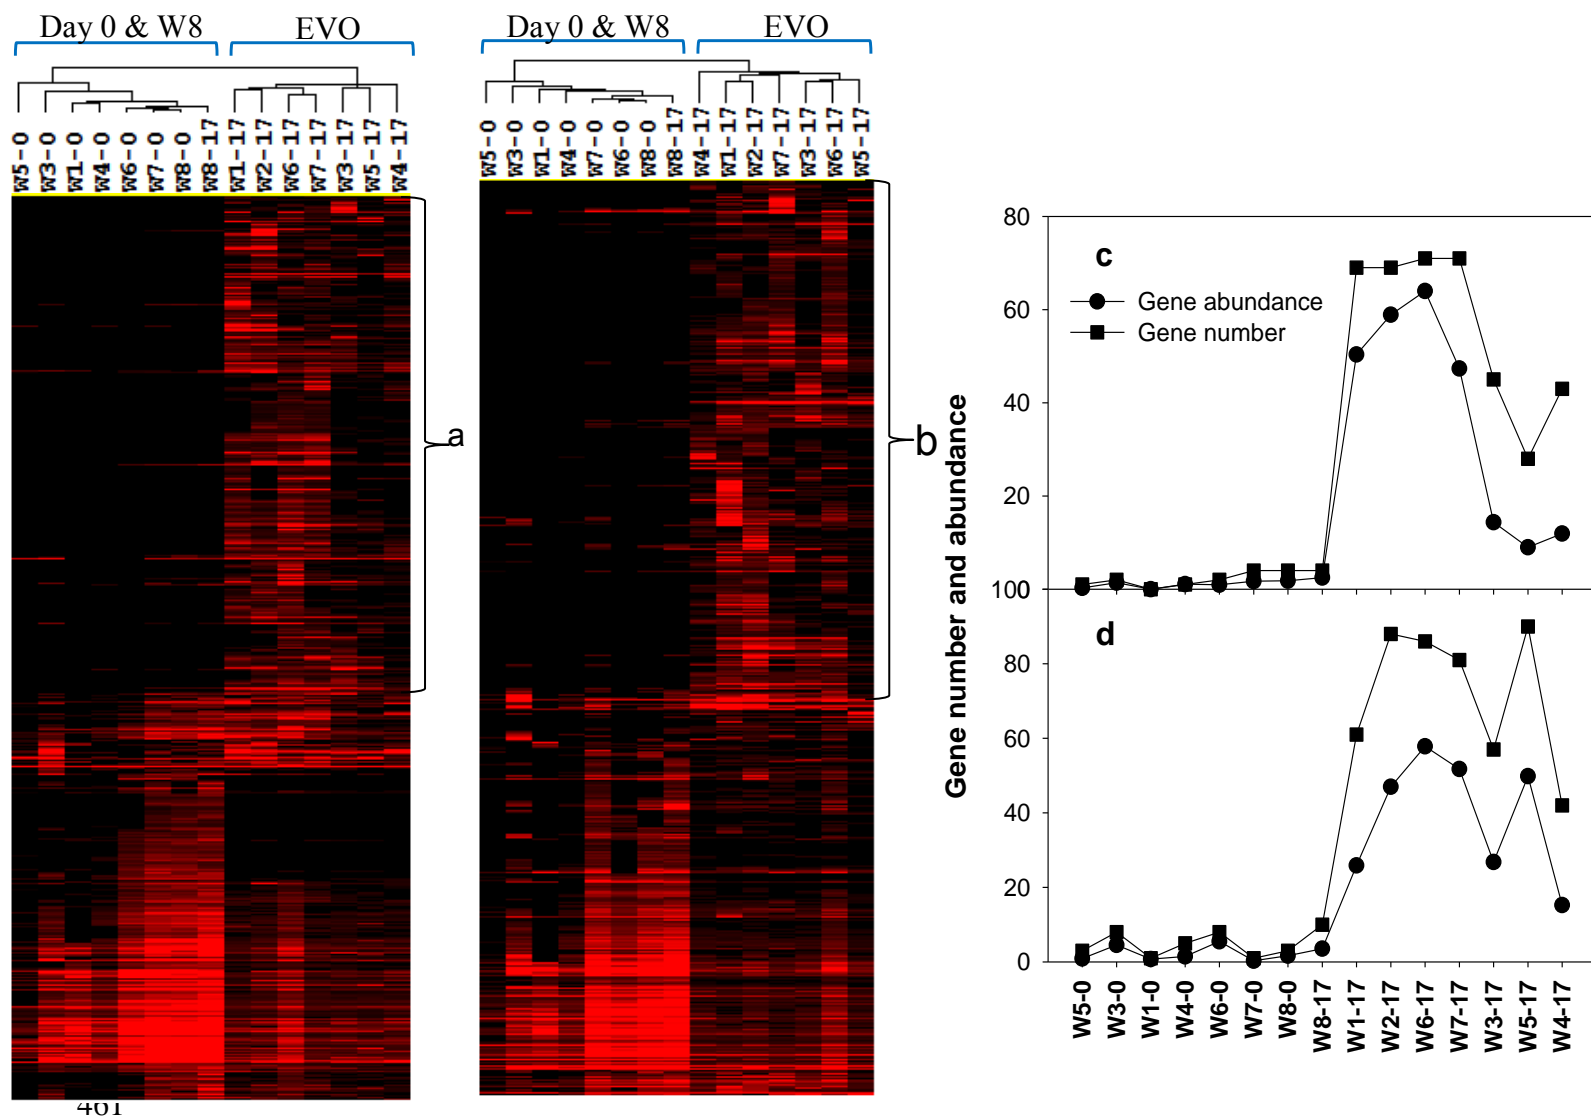 Day 0 & W8 EVO
W5-0 W3-0 W1-0 W4-0 W6-0 W7-0 W8-0 W8-17 W1-17 W2-17 W6-17 W7-17 W3-17 W5-17 W4-17
a
461
Day 0 & W8 EVO
W5-0 W3-0 W1-0 W4-0 W7-0 W6-0 W8-0 W8-17 W4-17 W1-17 W2-17 W7-17 W3-17 W6-17 W5-17
b
Gene number and abundance
80
c
Gene abundance
60
Gene number
40
20
100
d
80
60
40
20
0
W5-0 W3-0 W1-0 W4-0 W6-0 W7-0 W8-0 W8-17 W1-17 W2-17 W6-17 W7-17 W3-17 W5-17 W4-17